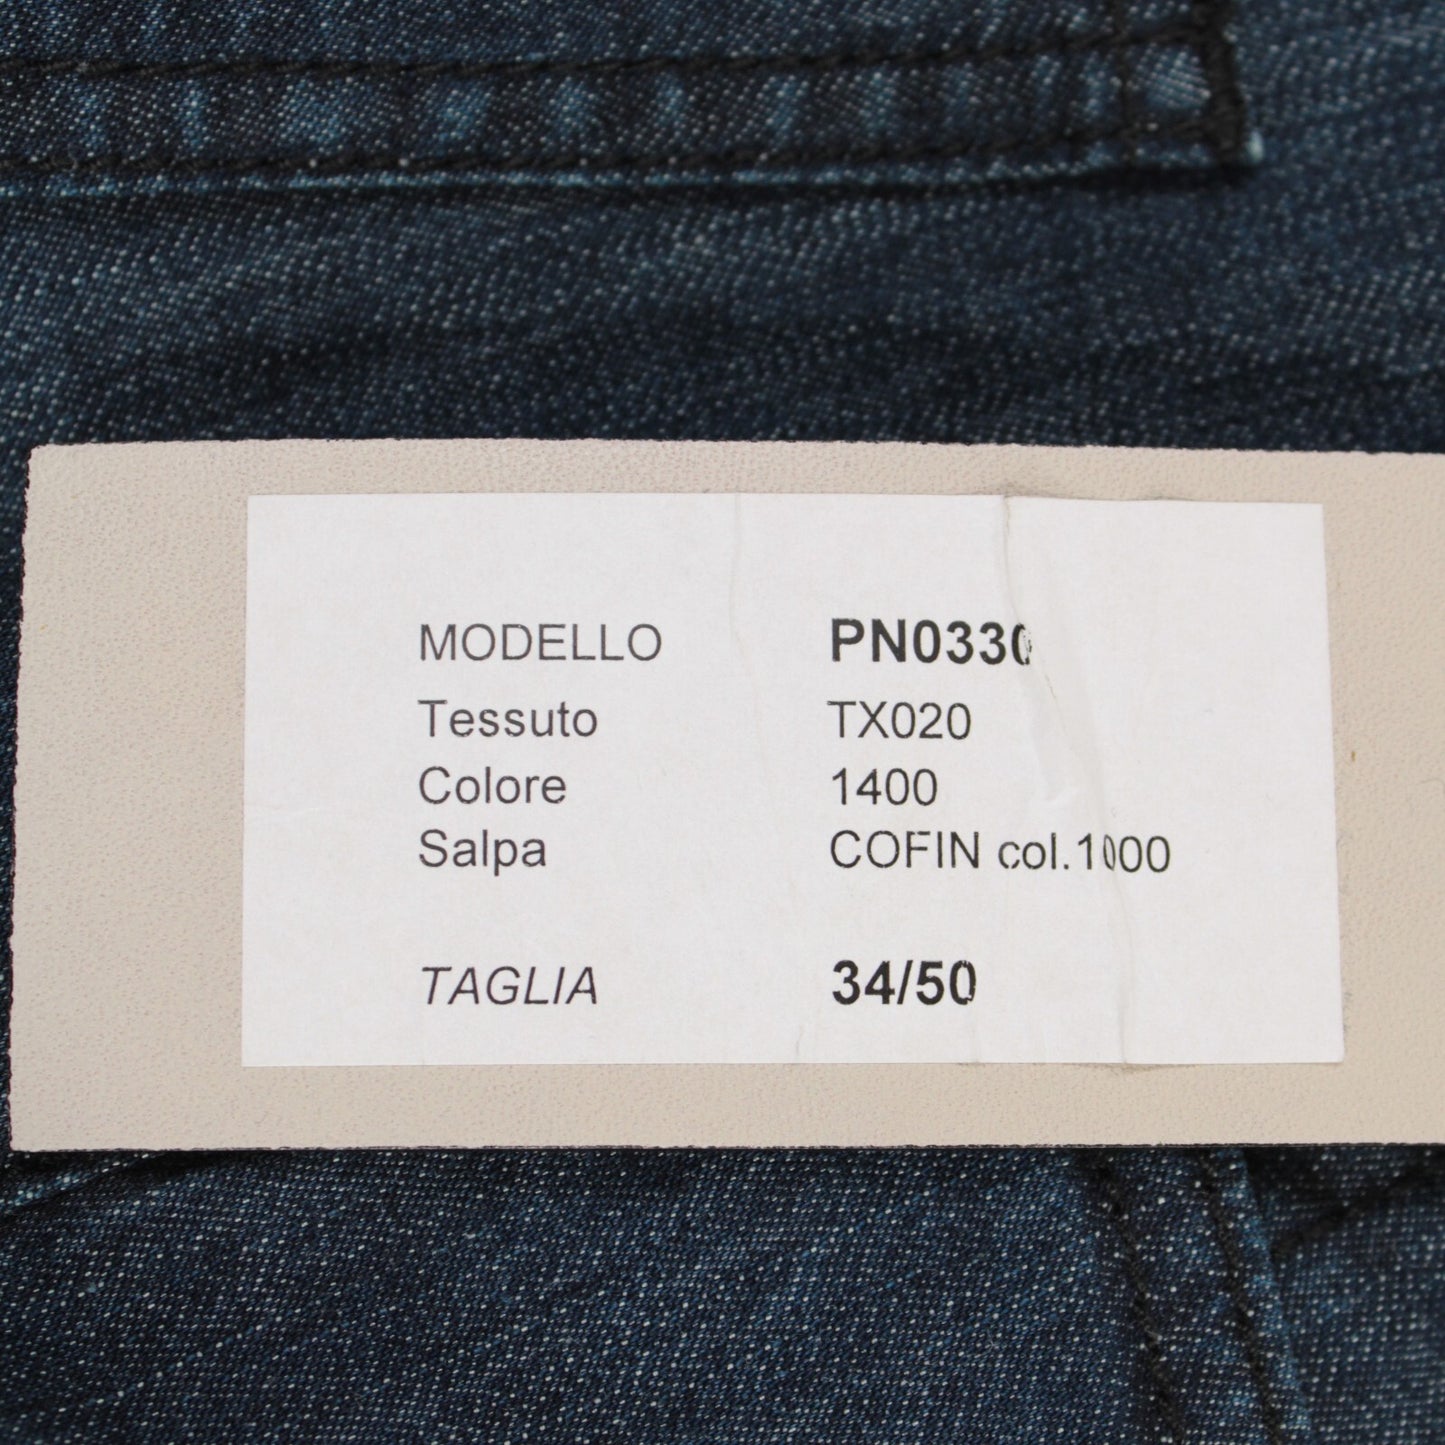 MODELLO PN0330
Tessuto TX020
Colore 1400
Salpa COFIN col.1000
TAGLIA 34/50